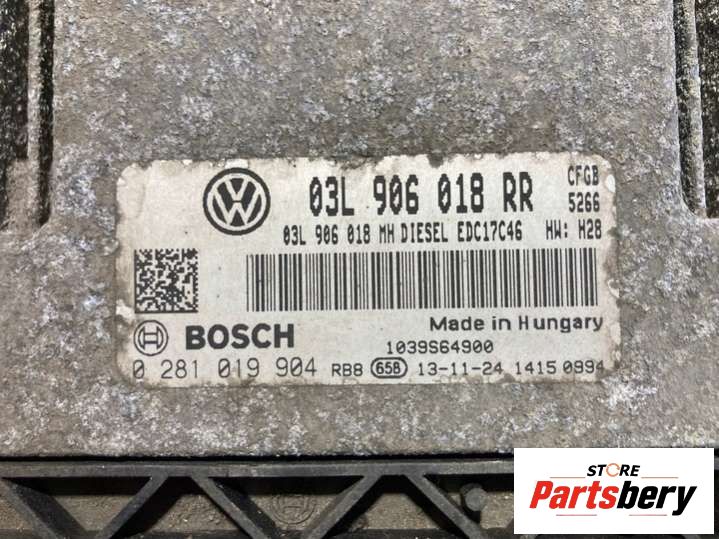 03L 906 018 RR
CFGB
5266
03L 906 018 MH DIESEL EDC17C46 HW: H28
BOSCH
Made in Hungary
1039S64900
0 281 019 904 RB8 658 13-11-24 1415 0994
STORE
Partsbery